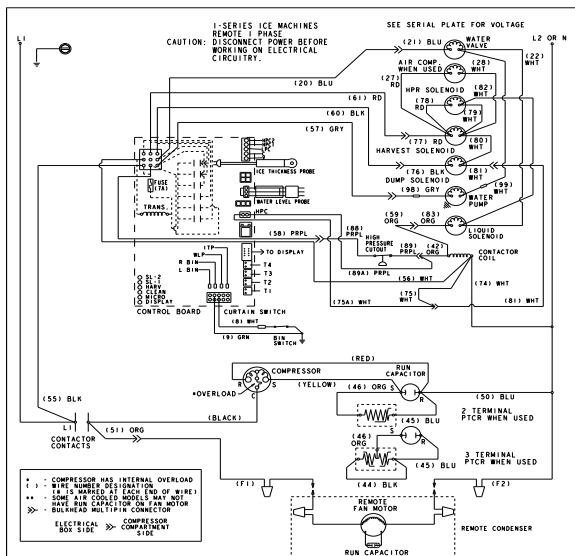 I-SERIES ICE MACHINES
REMOTE 1 PHASE
CAUTION: DISCONNECT POWER BEFORE
WORKING ON ELECTRICAL
CIRCUITRY.
SEE SERIAL PLATE FOR VOLTAGE
L1
L2 OR N
(21) BLU
WATER
VALVE
(22)
WHT
AIR COMP.
WHEN USED
(28)
WHT
(20) BLU
(27)
RD
HPR SOLENOID
(82)
WHT
(61) RD
(78)
RD
(79)
WHT
(60) BLK
(57) GRY
(77) RD
(80)
WHT
HARVEST SOLENOID
(76) BLK
(81)
WHT
DUMP SOLENOID
(98) GRY
(99)
WHT
WATER
PUMP
ICE THICKNESS PROBE
FUSE
(7A)
WATER LEVEL PROBE
TRANS.
HPC
(59)
ORG
(83)
ORG
LIQUID
SOLENOID
(58) PRPL
(88)
PRPL
HIGH
PRESSURE
CUTOUT
(89)
PRPL
(42)
ORG
CONTACTOR
COIL
TO DISPLAY
(89A) PRPL
(56) WHT
(74) WHT
ITP
WLP
R BIN
L BIN
T4
T3
T2
T1
(75A) WHT
(75)
WHT
(81) WHT
SL-2
SL-1
HARV
CLEAN
MICRO
DISPLAY
CONTROL BOARD
CURTAIN SWITCH
(8) WHT
(9) GRN
BIN
SWITCH
(RED)
COMPRESSOR
RUN
CAPACITOR
R
S
C
*OVERLOAD
(YELLOW)
(46) ORG
S
R
(50) BLU
(55) BLK
(BLACK)
(45) BLU
2 TERMINAL
PTCR WHEN USED
L1
(51) ORG
CONTACTOR
CONTACTS
(46)
ORG
S
R
(45) BLU
3 TERMINAL
PTCR WHEN USED
(44) BLK
(F1)
(F2)
* - COMPRESSOR HAS INTERNAL OVERLOAD
( ) - WIRE NUMBER DESIGNATION
(# IS MARKED AT EACH END OF WIRE)
** - SOME AIR COOLED MODELS MAY NOT
HAVE RUN CAPACITOR ON FAN MOTOR
>>- - BULKHEAD MULTIPIN CONNECTOR
ELECTRICAL
BOX SIDE
>>-
COMPRESSOR
COMPARTMENT
SIDE
REMOTE
FAN MOTOR
REMOTE CONDENSER
RUN CAPACITOR